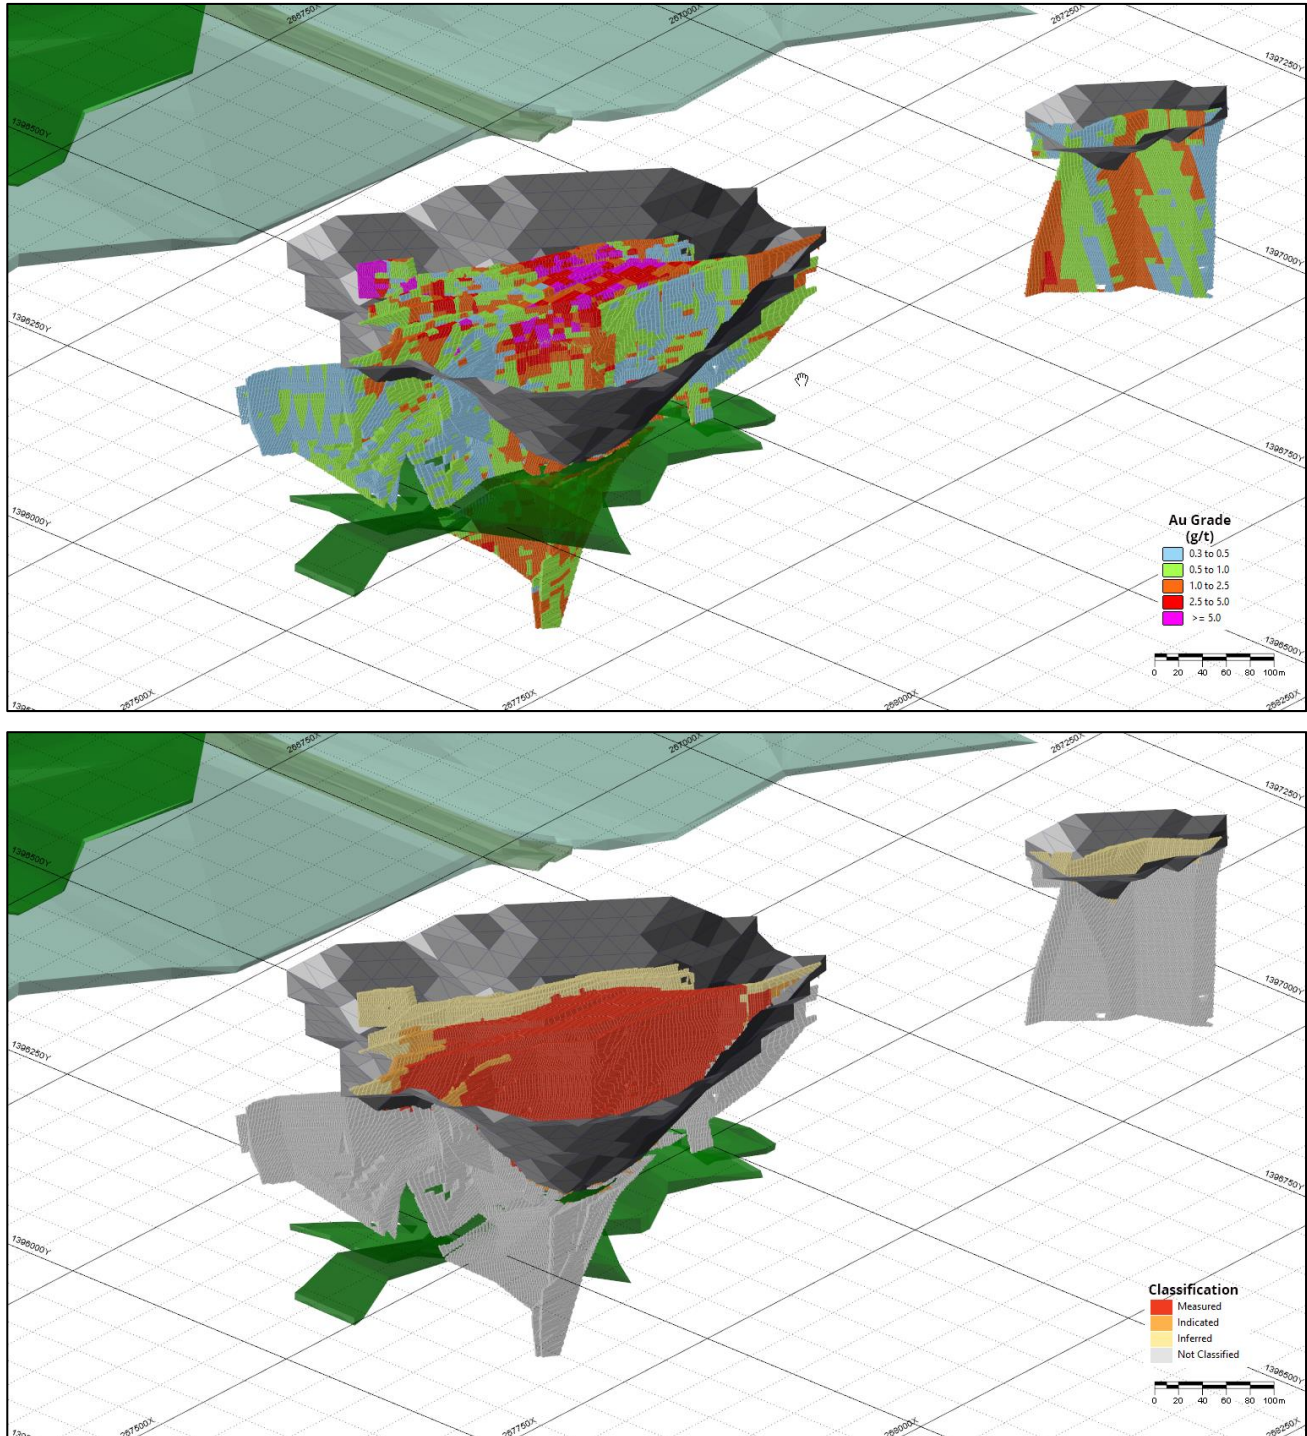 266750X
267000X
267250X
1397250Y
1396500Y
1397000Y
1396250Y
1396750Y
1396000Y
Au Grade
(g/t)
0.3 to 0.5
0.5 to 1.0
1.0 to 2.5
2.5 to 5.0
>= 5.0
1396500Y
0 20 40 60 80 100m
267500X
267750X
268000X
268250X
266750X
267000X
267250X
1397250Y
1396500Y
1397000Y
1396250Y
1396750Y
1396000Y
Classification
Measured
Indicated
Inferred
Not Classified
1396500Y
0 20 40 60 80 100m
267500X
267750X
268000X
268250X